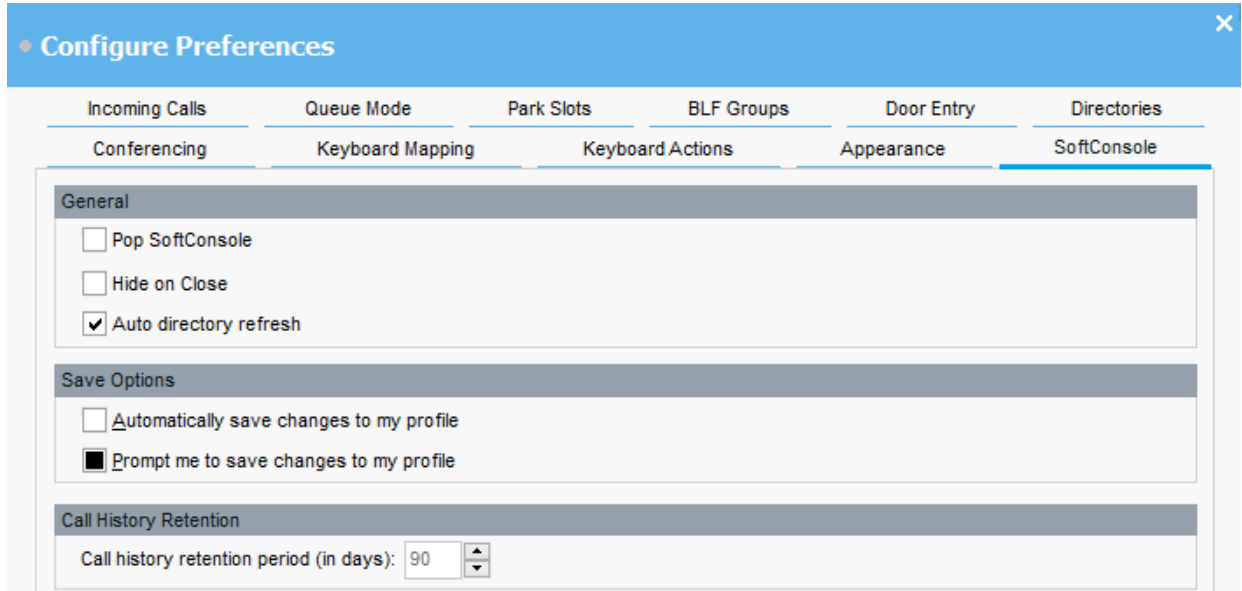 Configure Preferences
Incoming Calls Queue Mode Park Slots BLF Groups Door Entry Directories
Conferencing Keyboard Mapping Keyboard Actions Appearance SoftConsole
General
Pop SoftConsole
Hide on Close
Auto directory refresh
Save Options
Automatically save changes to my profile
Prompt me to save changes to my profile
Call History Retention
Call history retention period (in days): 90